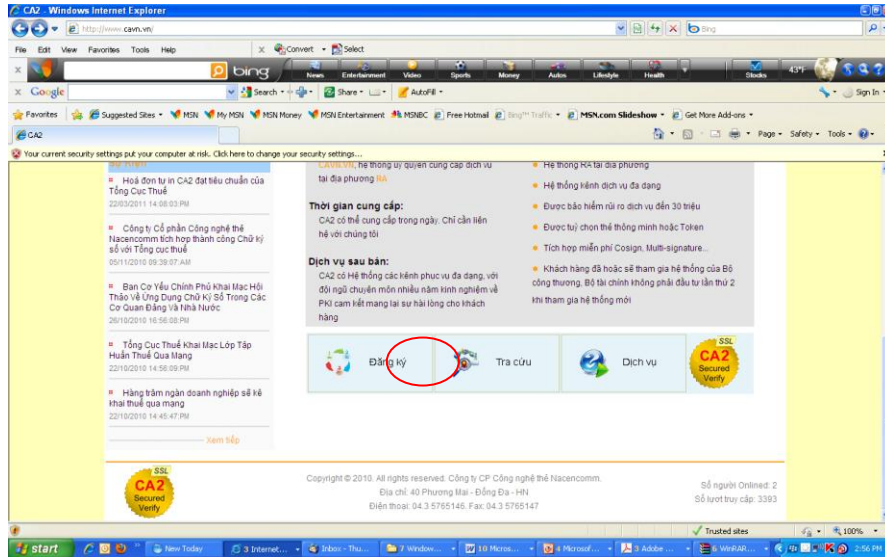 CA2 - Windows Internet Explorer
http://www.cavn.vn/
Bing
File Edit View Favorites Tools Help
x Convert Select
x bing News Entertainment Video Sports Money Autos Lifestyle Health Stocks 43°F
x Google Search Share AutoFill Sign In
Favorites Suggested Sites MSN My MSN MSN Money MSN Entertainment MSNBC Free Hotmail Bing™ Traffic MSN.com Slideshow Get More Add-ons
CA2 Page Safety Tools
Your current security settings put your computer at risk. Click here to change your security settings...
Hoá đơn tự in CA2 đạt tiêu chuẩn của
Tổng Cục Thuế
22/03/2011 14:08:03:PM
Công ty Cổ phần Công nghệ thẻ
Nacencomm tích hợp thành công Chữ ký
số với Tổng cục thuế
05/11/2010 09:39:07:AM
Ban Cơ Yếu Chính Phủ Khai Mạc Hội
Thảo Về Ứng Dụng Chữ Ký Số Trong Các
Cơ Quan Đảng Và Nhà Nước
26/10/2010 16:56:08:PM
Tổng Cục Thuế Khai Mạc Lớp Tập
Huấn Thuế Qua Mạng
22/10/2010 14:56:09:PM
Hàng trăm ngàn doanh nghiệp sẽ kê
khai thuế qua mạng
22/10/2010 14:45:47:PM
Xem tiếp
CAVN.VN, hệ thống uỷ quyền cung cấp dịch vụ
tại địa phương RA
Thời gian cung cấp:
CA2 có thể cung cấp trong ngày. Chỉ cần liên
hệ với chúng tôi
Dịch vụ sau bán:
CA2 có Hệ thống các kênh phục vụ đa dạng, với
đội ngũ chuyên môn nhiều năm kinh nghiệm về
PKI cam kết mang lại sự hài lòng cho khách
hàng
Hệ thống RA tại địa phương
Hệ thống kênh dịch vụ đa dạng
Được bảo hiểm rủi ro dịch vụ đến 30 triệu
Được tuỳ chọn thẻ thông minh hoặc Token
Tích hợp miễn phí Cosign, Multi-signature...
Khách hàng đã hoặc sẽ tham gia hệ thống của Bộ
công thương, Bộ tài chính không phải đầu tư lần thứ 2
khi tham gia hệ thống mới
Đăng ký Tra cứu Dịch vụ
SSL
CA2
Secured
Verify
SSL
CA2
Secured
Verify
Copyright © 2010. All rights reserved. Công ty CP Công nghệ thẻ Nacencomm.
Địa chỉ: 40 Phương Mai - Đống Đa - HN
Điện thoại: 04.3 5765146. Fax: 04.3 5765147
Số người Onlined: 2
Số lượt truy cập: 3393
Trusted sites 100%
start New Today 3 Internet... Inbox - Thu... 7 Window... 10 Micros... 4 Microsof... 3 Adobe ... 6 WinRAR... 2:56 PM